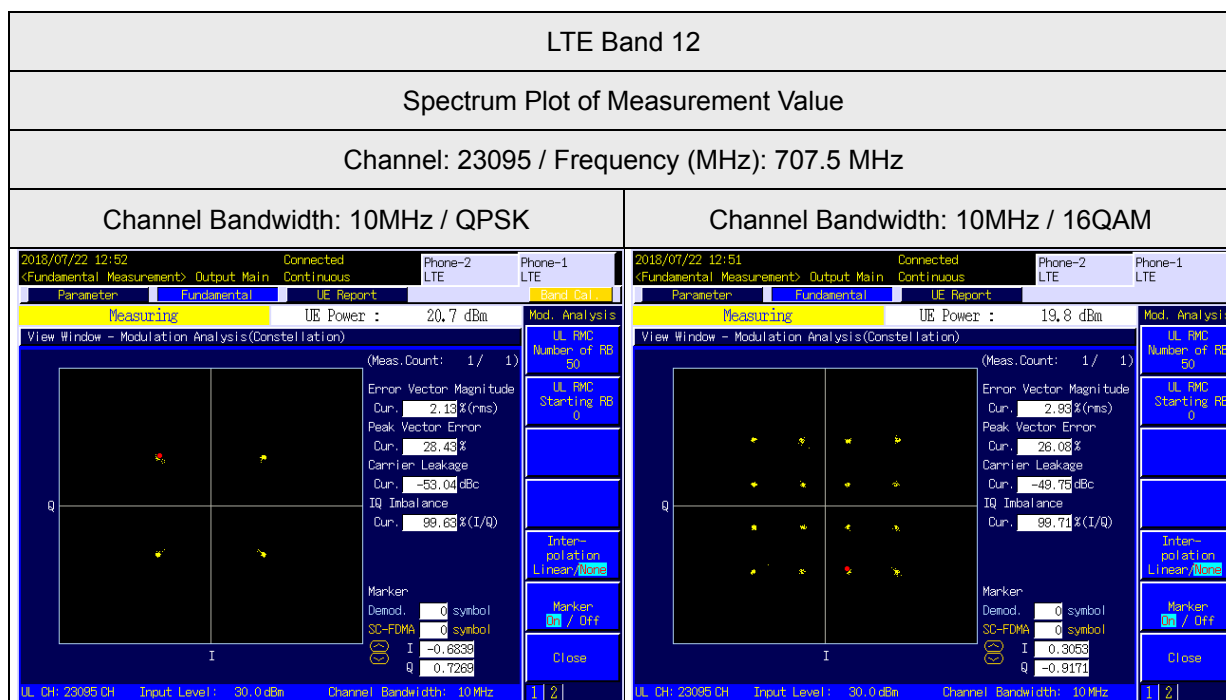 LTE Band 12
Spectrum Plot of Measurement Value
Channel: 23095 / Frequency (MHz): 707.5 MHz
Channel Bandwidth: 10MHz / QPSK
Channel Bandwidth: 10MHz / 16QAM
2018/07/22 12:52 Connected Phone-2 Phone-1
<Fundamental Measurement> Output Main Continuous LTE LTE
Parameter Fundamental UE Report Band Cal.
Measuring UE Power : 20.7 dBm Mod. Analysis
View Window - Modulation Analysis(Constellation)
(Meas.Count: 1/ 1)
Error Vector Magnitude
Cur. 2.13 %(rms)
Peak Vector Error
Cur. 28.43 %
Carrier Leakage
Cur. -53.04 dBc
IQ Imbalance
Cur. 99.63 %(I/Q)
Marker
Demod. 0 symbol
SC-FDMA 0 symbol
I -0.6839
Q 0.7269
Q
I
UL RMC
Number of RB
50
UL RMC
Starting RB
0
Inter-
polation
Linear/None
Marker
On / Off
Close
UL CH: 23095 CH Input Level: 30.0 dBm Channel Bandwidth: 10 MHz 1 2
2018/07/22 12:51 Connected Phone-2 Phone-1
<Fundamental Measurement> Output Main Continuous LTE LTE
Parameter Fundamental UE Report
Measuring UE Power : 19.8 dBm Mod. Analysis
View Window - Modulation Analysis(Constellation)
(Meas.Count: 1/ 1)
Error Vector Magnitude
Cur. 2.93 %(rms)
Peak Vector Error
Cur. 26.08 %
Carrier Leakage
Cur. -49.75 dBc
IQ Imbalance
Cur. 99.71 %(I/Q)
Marker
Demod. 0 symbol
SC-FDMA 0 symbol
I 0.3053
Q -0.9171
Q
I
UL RMC
Number of RB
50
UL RMC
Starting RB
0
Inter-
polation
Linear/None
Marker
On / Off
Close
UL CH: 23095 CH Input Level: 30.0 dBm Channel Bandwidth: 10 MHz 1 2